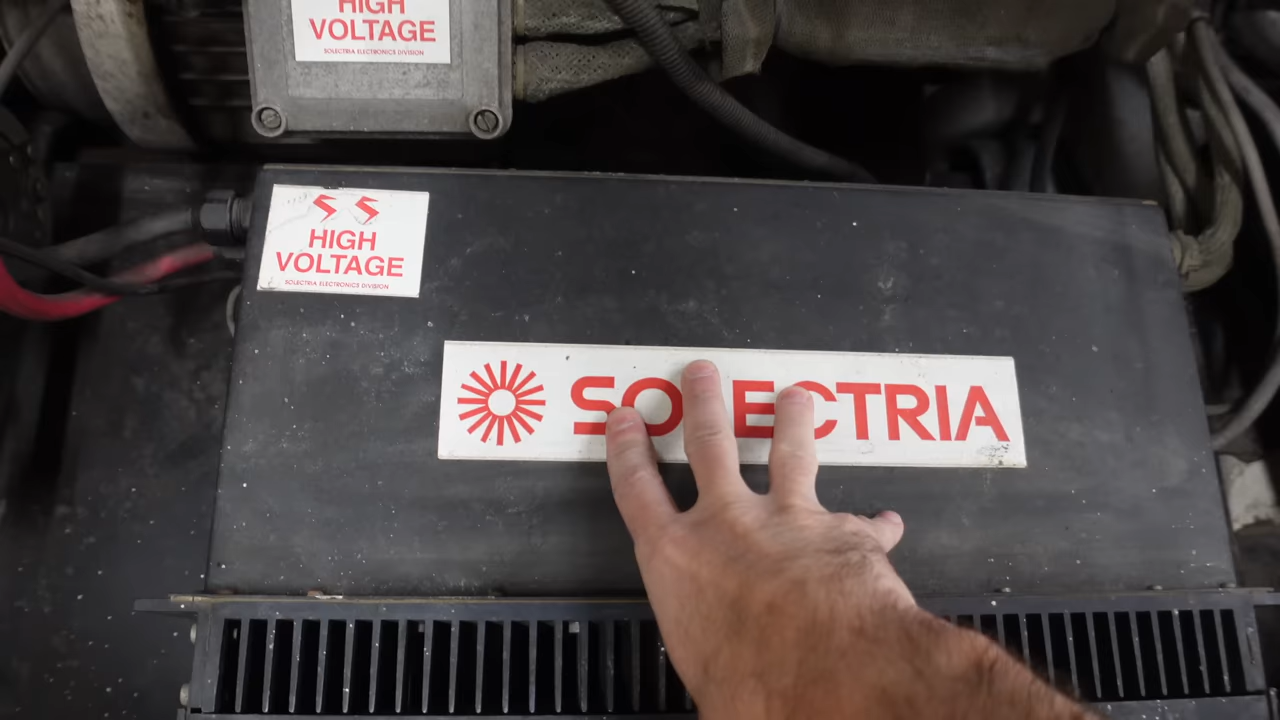 HIGH
VOLTAGE
SOLECTRIA ELECTRONICS DIVISION
HIGH
VOLTAGE
SOLECTRIA ELECTRONICS DIVISION
SOLECTRIA